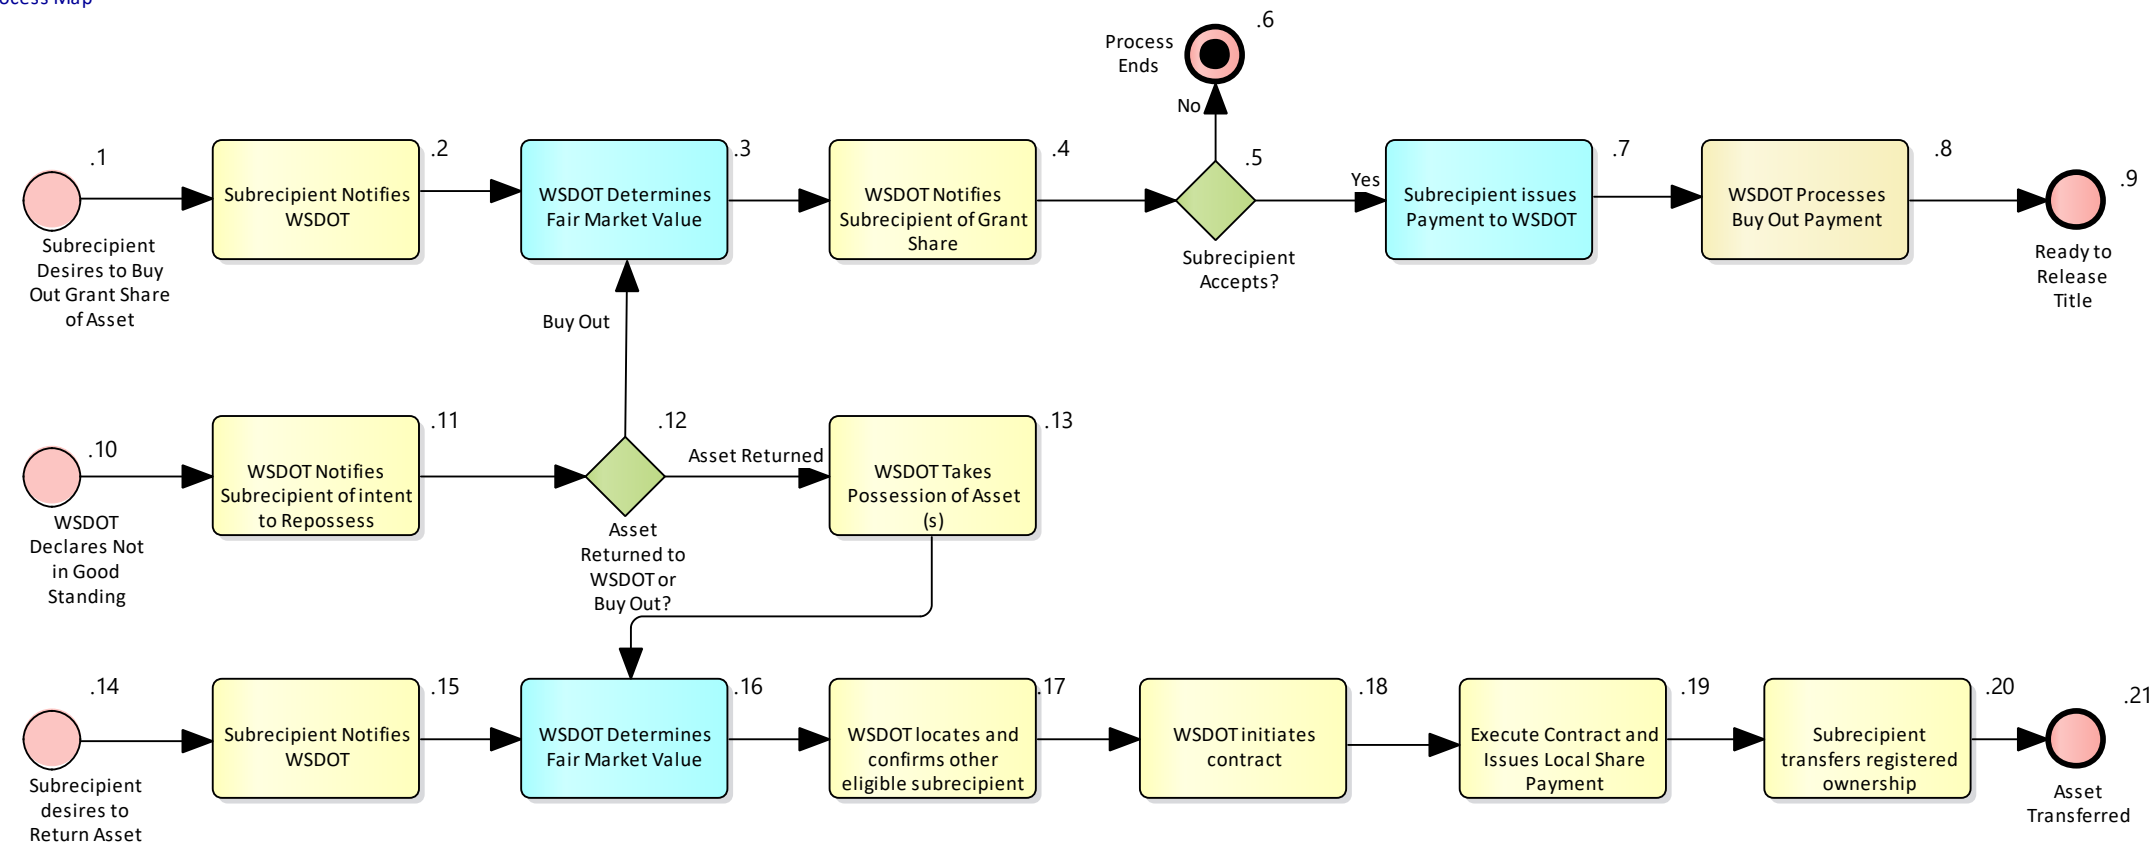 Process Map
Process
Ends
.6
No
.1
Subrecipient
Desires to Buy
Out Grant Share
of Asset
Subrecipient Notifies
WSDOT
.2
WSDOT Determines
Fair Market Value
.3
WSDOT Notifies
Subrecipient of Grant
Share
.4
.5
Subrecipient
Accepts?
Yes
Subrecipient issues
Payment to WSDOT
.7
WSDOT Processes
Buy Out Payment
.8
.9
Ready to
Release
Title
Buy Out
.10
WSDOT
Declares Not
in Good
Standing
WSDOT Notifies
Subrecipient of intent
to Repossess
.11
.12
Asset
Returned to
WSDOT or
Buy Out?
Asset Returned
WSDOT Takes
Possession of Asset
(s)
.13
.14
Subrecipient
desires to
Return Asset
Subrecipient Notifies
WSDOT
.15
WSDOT Determines
Fair Market Value
.16
WSDOT locates and
confirms other
eligible subrecipient
.17
WSDOT initiates
contract
.18
Execute Contract and
Issues Local Share
Payment
.19
Subrecipient
transfers registered
ownership
.20
.21
Asset
Transferred